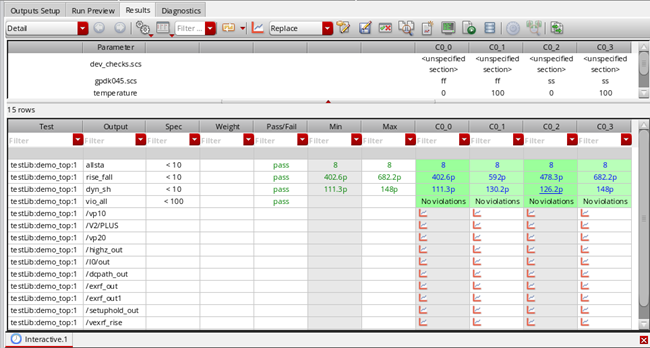 Outputs Setup Run Preview Results Diagnostics
Detail Filter... Replace
Parameter C0_0 C0_1 C0_2 C0_3
dev_checks.scs <unspecified section> <unspecified section> <unspecified section> <unspecified section>
gpdk045.scs ff ff ss ss
temperature 0 100 0 100
15 rows
Test Output Spec Weight Pass/Fail Min Max C0_0 C0_1 C0_2 C0_3
Filter Filter Filter Filter Filter Filter Filter Filter Filter Filter Filter
testLib:demo_top:1 allsta < 10 pass 8 8 8 8 8 8
testLib:demo_top:1 rise_fall < 10 pass 402.6p 682.2p 402.6p 592p 478.3p 682.2p
testLib:demo_top:1 dyn_sh < 10 pass 111.3p 148p 111.3p 130.2p 126.2p 148p
testLib:demo_top:1 vio_all < 100 pass No violations No violations No violations No violations
testLib:demo_top:1 /vp10
testLib:demo_top:1 /V2/PLUS
testLib:demo_top:1 /vp20
testLib:demo_top:1 /highz_out
testLib:demo_top:1 /I0/out
testLib:demo_top:1 /dcpath_out
testLib:demo_top:1 /exrf_out
testLib:demo_top:1 /exrf_out1
testLib:demo_top:1 /setuphold_out
testLib:demo_top:1 /vexrf_rise
Interactive.1